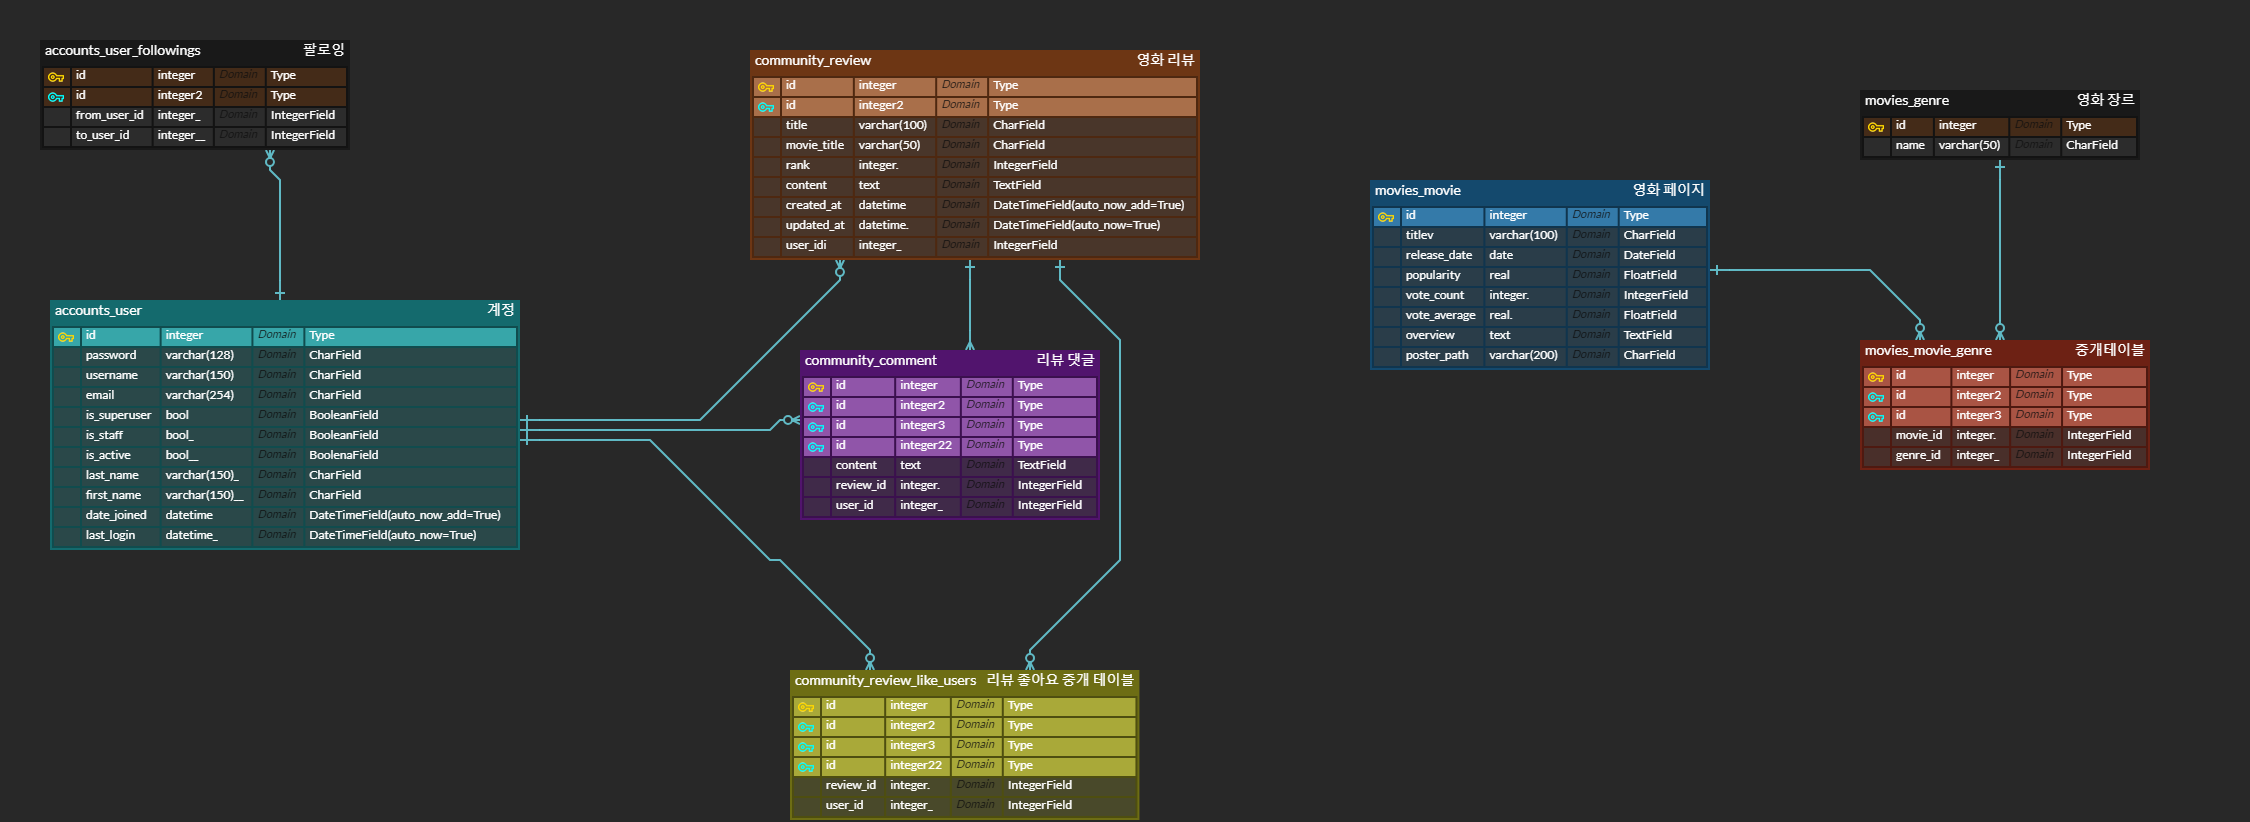 accounts_user_followings 팔로잉
id integer Domain Type
id integer2 Domain Type
from_user_id integer_ Domain IntegerField
to_user_id integer__ Domain IntegerField
accounts_user 계정
id integer Domain Type
password varchar(128) Domain CharField
username varchar(150) Domain CharField
email varchar(254) Domain CharField
is_superuser bool Domain BooleanField
is_staff bool_ Domain BooleanField
is_active bool__ Domain BoolenaField
last_name varchar(150)_ Domain CharField
first_name varchar(150)__ Domain CharField
date_joined datetime Domain DateTimeField(auto_now_add=True)
last_login datetime_ Domain DateTimeField(auto_now=True)
community_review 영화 리뷰
id integer Domain Type
id integer2 Domain Type
title varchar(100) Domain CharField
movie_title varchar(50) Domain CharField
rank integer. Domain IntegerField
content text Domain TextField
created_at datetime Domain DateTimeField(auto_now_add=True)
updated_at datetime. Domain DateTimeField(auto_now=True)
user_idi integer_ Domain IntegerField
community_comment 리뷰 댓글
id integer Domain Type
id integer2 Domain Type
id integer3 Domain Type
id integer22 Domain Type
content text Domain TextField
review_id integer. Domain IntegerField
user_id integer_ Domain IntegerField
community_review_like_users 리뷰 좋아요 중개 테이블
id integer Domain Type
id integer2 Domain Type
id integer3 Domain Type
id integer22 Domain Type
review_id integer. Domain IntegerField
user_id integer_ Domain IntegerField
movies_movie 영화 페이지
id integer Domain Type
titlev varchar(100) Domain CharField
release_date date Domain DateField
popularity real Domain FloatField
vote_count integer. Domain IntegerField
vote_average real. Domain FloatField
overview text Domain TextField
poster_path varchar(200) Domain CharField
movies_genre 영화 장르
id integer Domain Type
name varchar(50) Domain CharField
movies_movie_genre 중개테이블
id integer Domain Type
id integer2 Domain Type
id integer3 Domain Type
movie_id integer. Domain IntegerField
genre_id integer_ Domain IntegerField